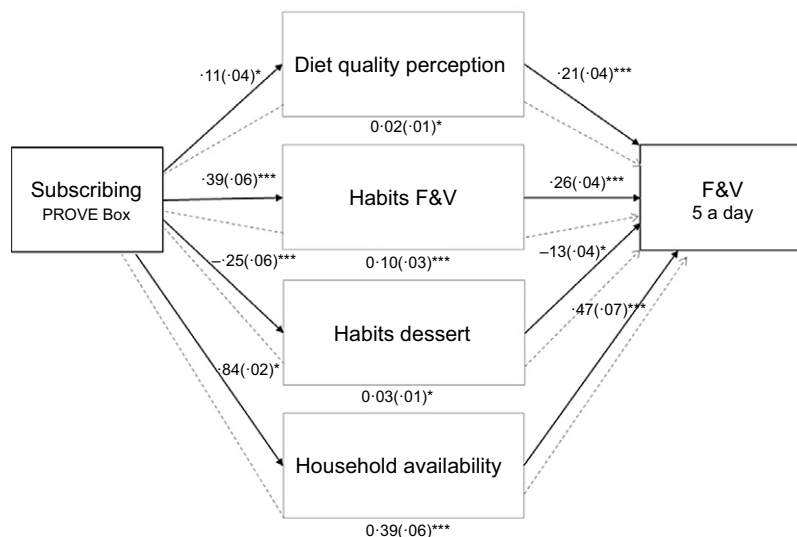 Diet quality perception
·11(·04)*
·21(·04)***
0·02(·01)*
Subscribing
PROVE Box
·39(·06)***
Habits F&V
·26(·04)***
F&V
5 a day
0·10(·03)***
–·25(·06)***
–13(·04)*
Habits dessert
·47(·07)***
·84(·02)*
0·03(·01)*
Household availability
0·39(·06)***